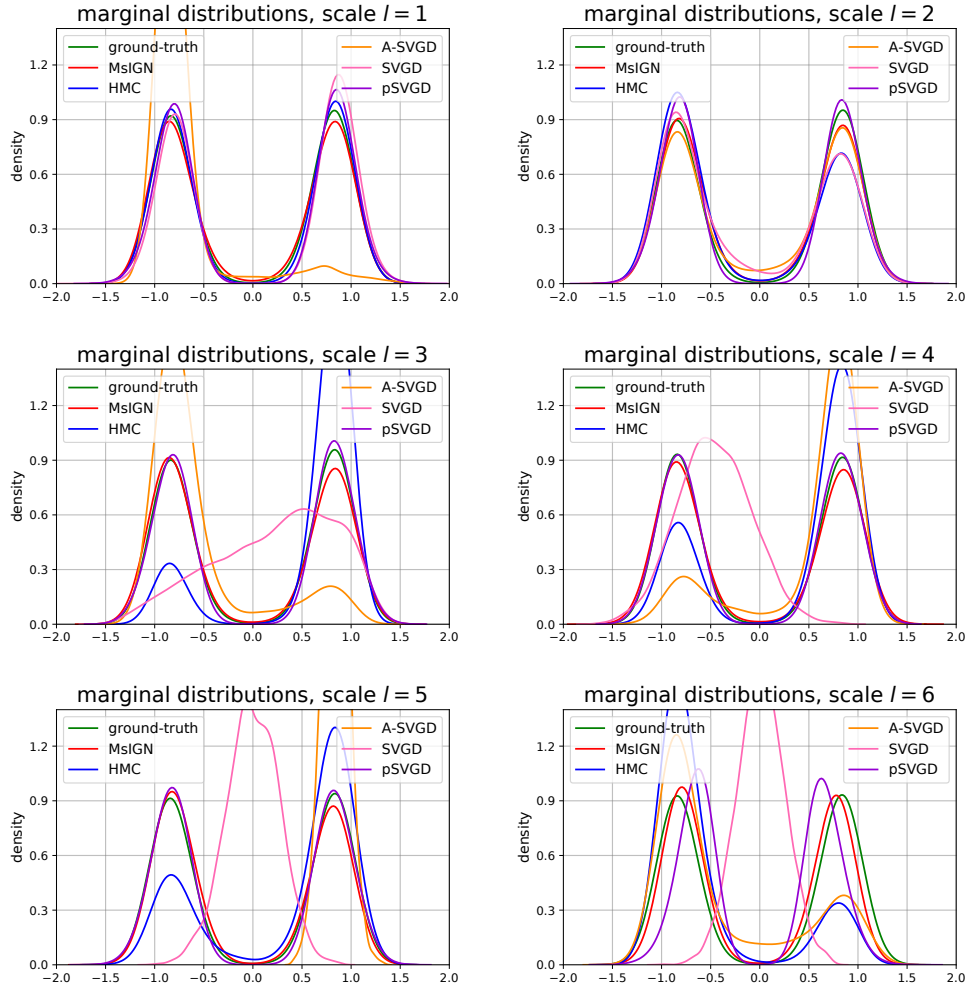 marginal distributions, scale l = 1
ground-truth
MsIGN
HMC
A-SVGD
SVGD
pSVGD
density
1.2
0.9
0.6
0.3
0.0
−2.0 −1.5 −1.0 −0.5 0.0 0.5 1.0 1.5 2.0
marginal distributions, scale l = 2
ground-truth
MsIGN
HMC
A-SVGD
SVGD
pSVGD
density
1.2
0.9
0.6
0.3
0.0
−2.0 −1.5 −1.0 −0.5 0.0 0.5 1.0 1.5 2.0
marginal distributions, scale l = 3
ground-truth
MsIGN
HMC
A-SVGD
SVGD
pSVGD
density
1.2
0.9
0.6
0.3
0.0
−2.0 −1.5 −1.0 −0.5 0.0 0.5 1.0 1.5 2.0
marginal distributions, scale l = 4
ground-truth
MsIGN
HMC
A-SVGD
SVGD
pSVGD
density
1.2
0.9
0.6
0.3
0.0
−2.0 −1.5 −1.0 −0.5 0.0 0.5 1.0 1.5 2.0
marginal distributions, scale l = 5
ground-truth
MsIGN
HMC
A-SVGD
SVGD
pSVGD
density
1.2
0.9
0.6
0.3
0.0
−2.0 −1.5 −1.0 −0.5 0.0 0.5 1.0 1.5 2.0
marginal distributions, scale l = 6
ground-truth
MsIGN
HMC
A-SVGD
SVGD
pSVGD
density
1.2
0.9
0.6
0.3
0.0
−2.0 −1.5 −1.0 −0.5 0.0 0.5 1.0 1.5 2.0